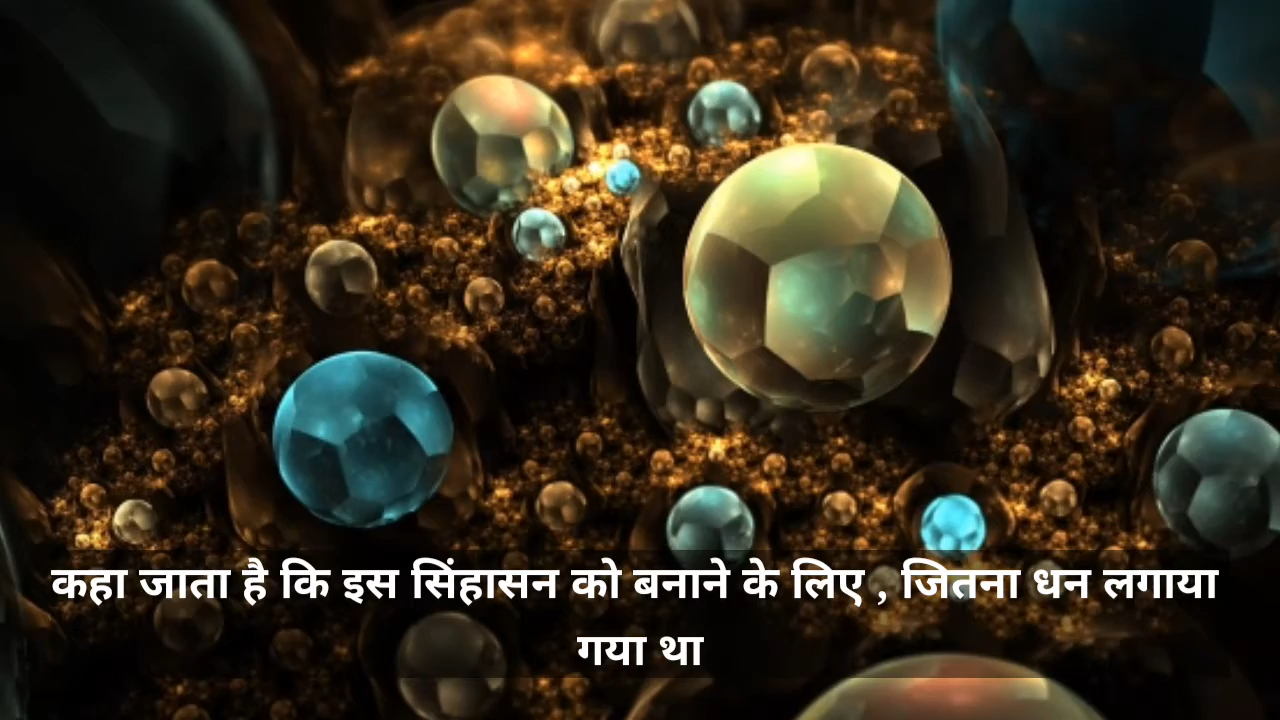 कहा जाता है कि इस सिंहासन को बनाने के लिए , जितना धन लगाया
गया था